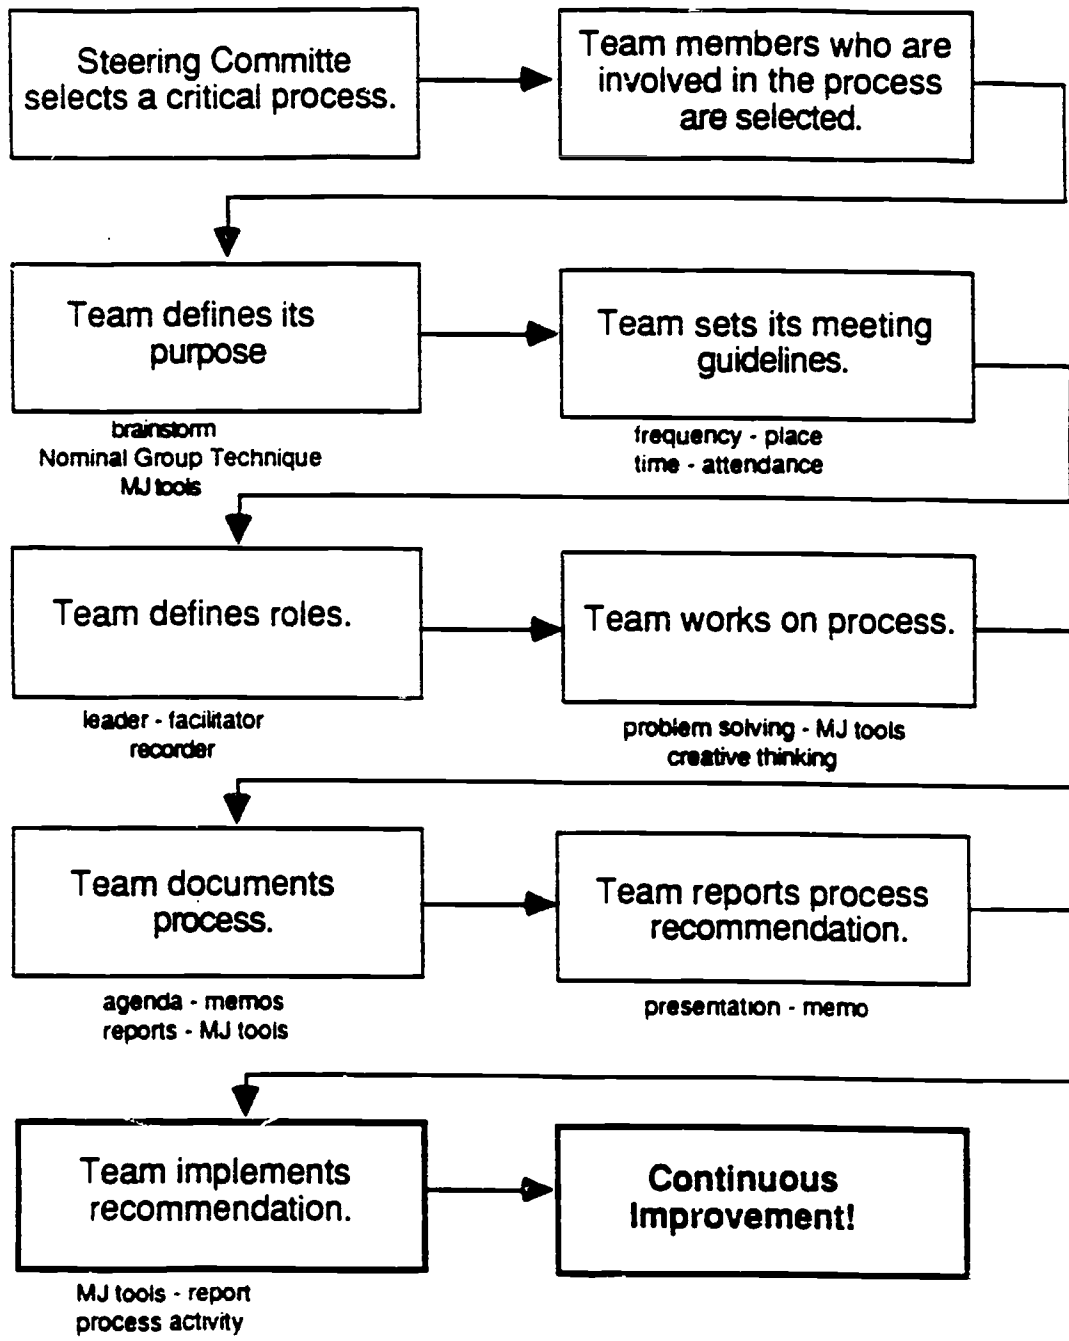 Steering Committe
selects a critical process.
Team members who are
involved in the process
are selected.
Team defines its
purpose
brainstorm
Nominal Group Technique
MJ tools
Team sets its meeting
guidelines.
frequency - place
time - attendance
Team defines roles.
leader - facilitator
recorder
Team works on process.
problem solving - MJ tools
creative thinking
Team documents
process.
agenda - memos
reports - MJ tools
Team reports process
recommendation.
presentation - memo
Team implements
recommendation.
MJ tools - report
process activity
Continuous
Improvement!